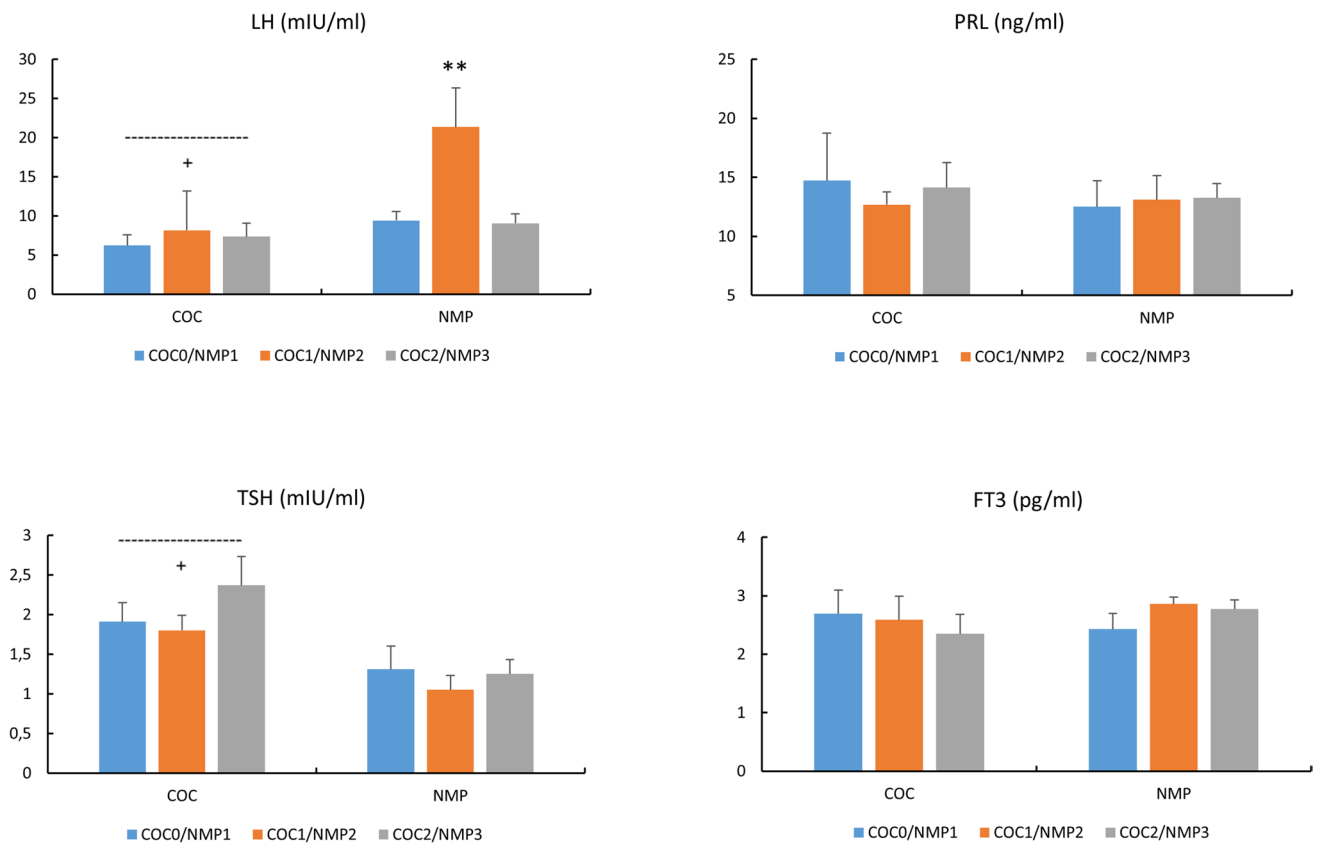 LH (mIU/ml)
30
25
20
15
10
5
0
**
+
COC
NMP
COC0/NMP1 COC1/NMP2 COC2/NMP3
PRL (ng/ml)
25
20
15
10
5
COC
NMP
COC0/NMP1 COC1/NMP2 COC2/NMP3
TSH (mIU/ml)
3
2,5
2
1,5
1
0,5
0
+
COC
NMP
COC0/NMP1 COC1/NMP2 COC2/NMP3
FT3 (pg/ml)
4
3
2
1
0
COC
NMP
COC0/NMP1 COC1/NMP2 COC2/NMP3